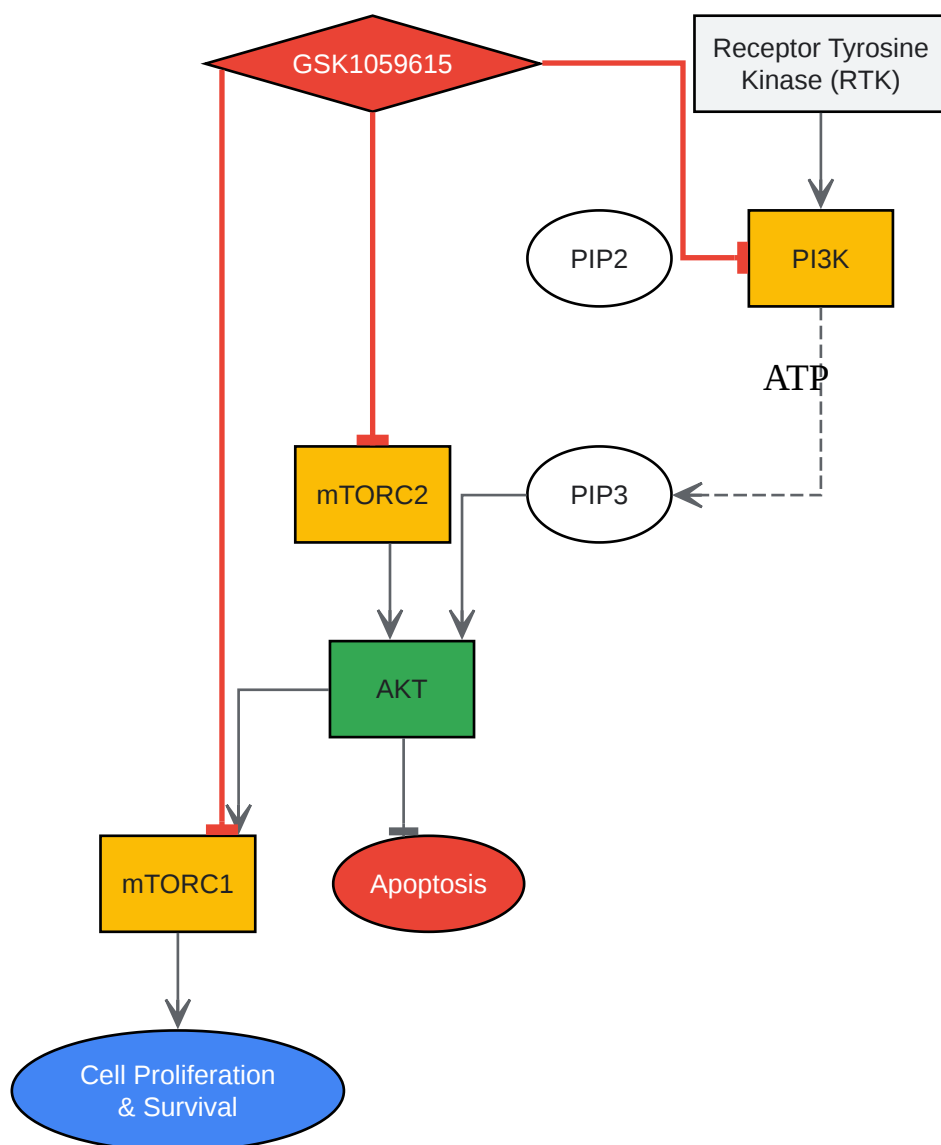 GSK1059615
Receptor Tyrosine
Kinase (RTK)
PIP2
PI3K
ATP
mTORC2
PIP3
AKT
mTORC1
Apoptosis
Cell Proliferation
& Survival